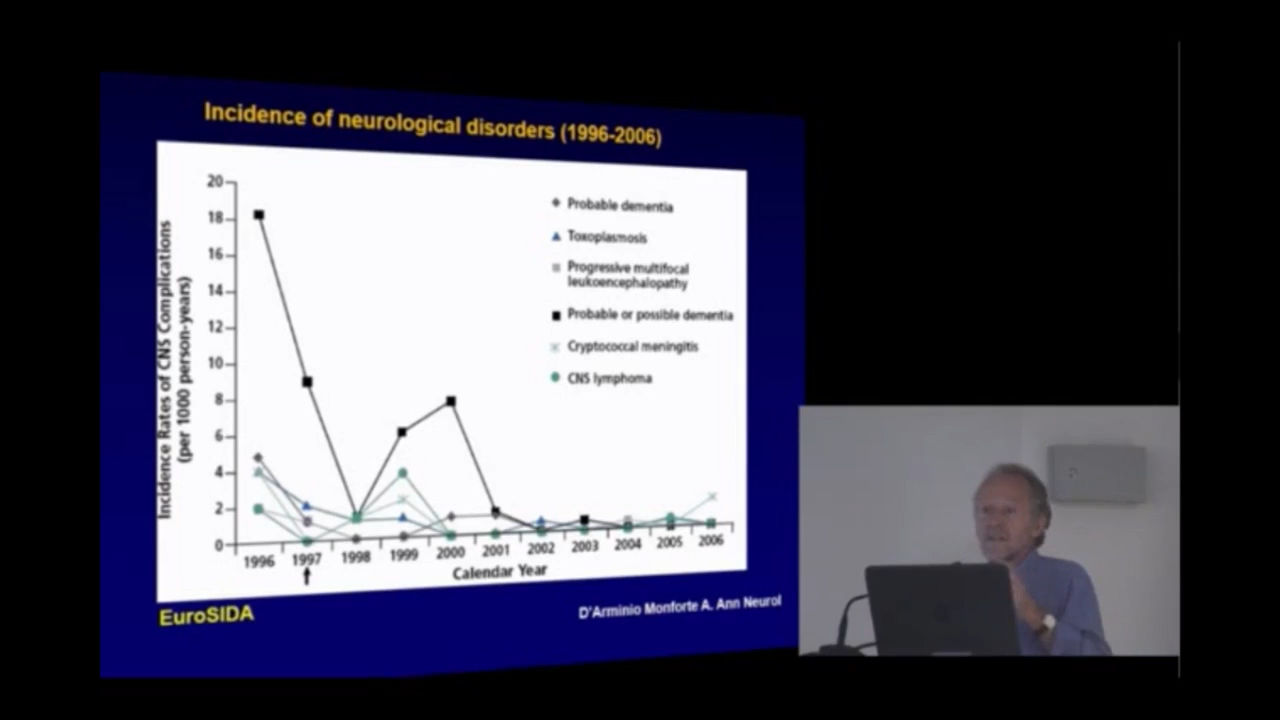 Incidence of neurological disorders (1996-2006)
Incidence Rates of CNS Complications
(per 1000 person-years)
20
18
16
14
12
10
8
6
4
2
0
Probable dementia
Toxoplasmosis
Progressive multifocal
leukoencephalopathy
Probable or possible dementia
Cryptococcal meningitis
CNS lymphoma
1996 1997 1998 1999 2000 2001 2002 2003 2004 2005 2006
Calendar Year
EuroSIDA
D'Arminio Monforte A. Ann Neurol